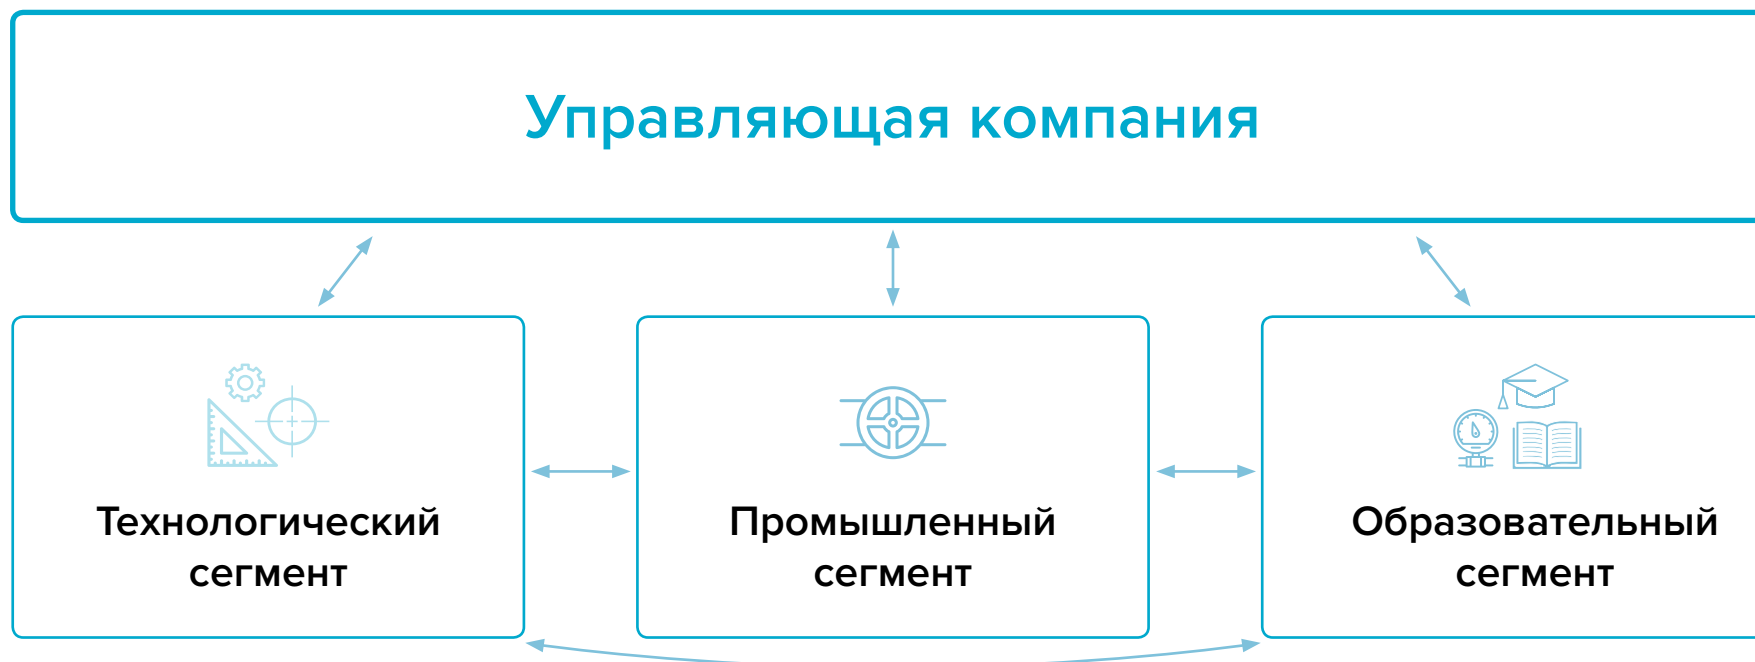 Управляющая компания
Технологический
сегмент
Промышленный
сегмент
Образовательный
сегмент